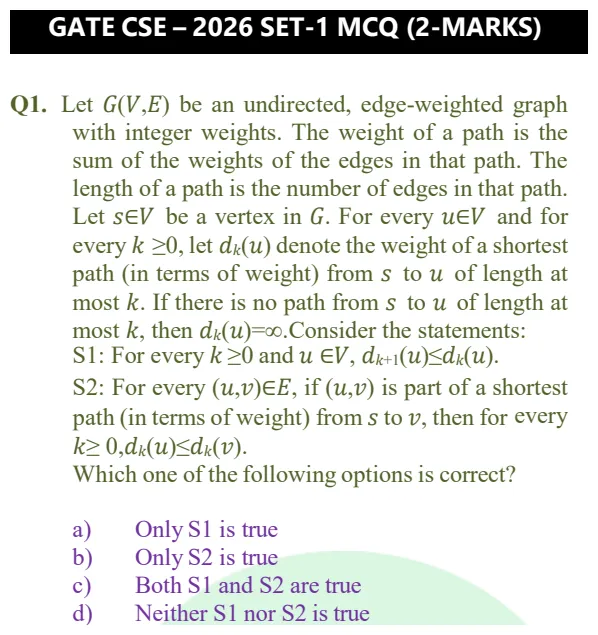 GATE CSE – 2026 SET-1 MCQ (2-MARKS)
Q1. Let G(V,E) be an undirected, edge-weighted graph
with integer weights. The weight of a path is the
sum of the weights of the edges in that path. The
length of a path is the number of edges in that path.
Let s∈V be a vertex in G. For every u∈V and for
every k ≥0, let dₖ(u) denote the weight of a shortest
path (in terms of weight) from s to u of length at
most k. If there is no path from s to u of length at
most k, then dₖ(u)=∞.Consider the statements:
S1: For every k ≥0 and u ∈V, dₖ₊₁(u)≤dₖ(u).
S2: For every (u,v)∈E, if (u,v) is part of a shortest
path (in terms of weight) from s to v, then for every
k≥ 0,dₖ(u)≤dₖ(v).
Which one of the following options is correct?
a) Only S1 is true
b) Only S2 is true
c) Both S1 and S2 are true
d) Neither S1 nor S2 is true